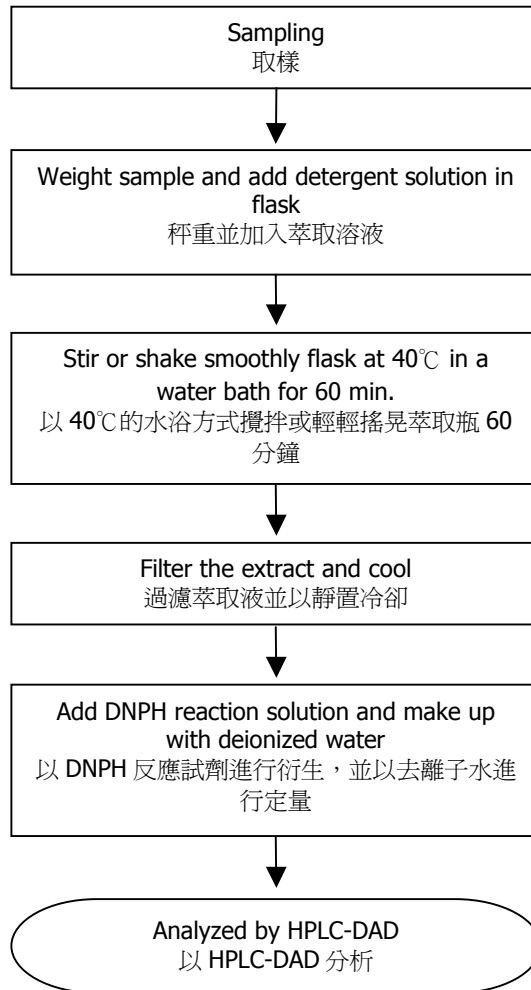 Sampling
取樣
Weight sample and add detergent solution in
flask
秤重並加入萃取溶液
Stir or shake smoothly flask at 40℃ in a
water bath for 60 min.
以 40℃的水浴方式攪拌或輕輕搖晃萃取瓶 60
分鐘
Filter the extract and cool
過濾萃取液並以靜置冷卻
Add DNPH reaction solution and make up
with deionized water
以 DNPH 反應試劑進行衍生，並以去離子水進
行定量
Analyzed by HPLC-DAD
以 HPLC-DAD 分析